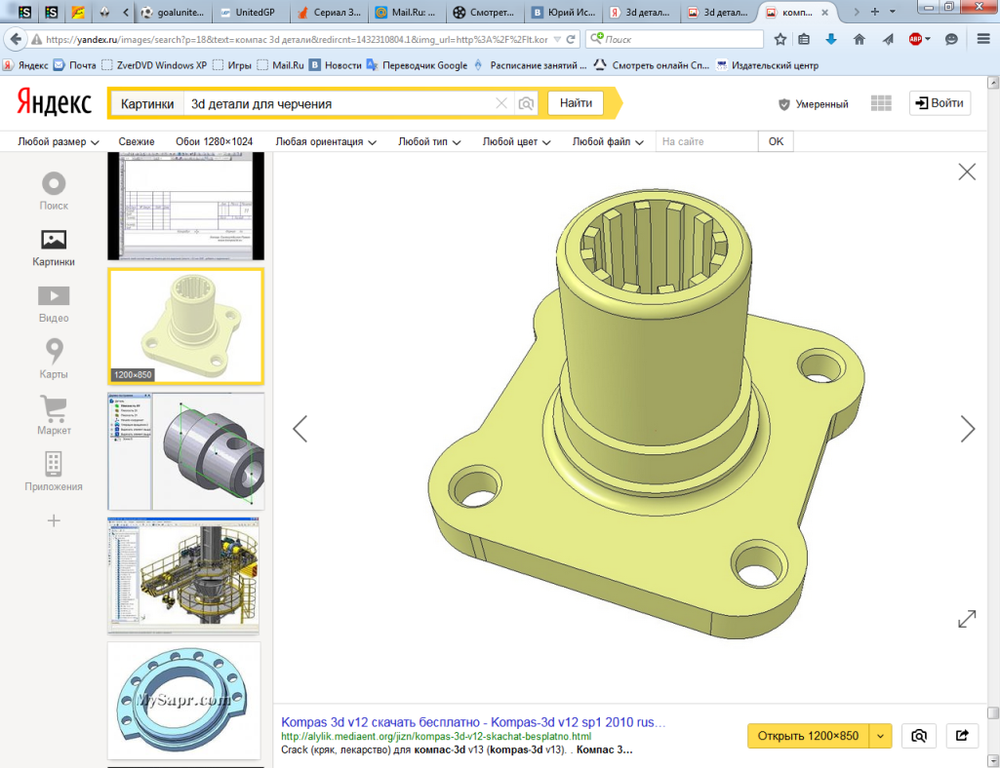 goalunite...
UnitedGP
Сериал З...
Mail.Ru: ...
Смотрет...
Юрий Ис...
3d детал...
3d детал...
комп...
https://yandex.ru/images/search?p=18&text=компас 3d детали&redircnt=1432310804.1&img_url=http%3A%2F%2Flt.kor
Поиск
ABP
Яндекс
Почта
ZverDVD Windows XP
Игры
Mail.Ru
Новости
Переводчик Google
Расписание занятий ...
Смотреть онлайн Сп...
Издательский центр
Яндекс
Картинки
3d детали для черчения
Найти
Умеренный
Войти
Любой размер
Свежие
Обои 1280×1024
Любая ориентация
Любой тип
Любой цвет
Любой файл
На сайте
OK
Поиск
Картинки
Видео
Карты
Маркет
Приложения
1200×850
MySapr.com
Kompas 3d v12 скачать бесплатно - Kompas-3d v12 sp1 2010 rus...
http://alylik.mediaent.org/jizn/kompas-3d-v12-skachat-besplatno.html
Crack (кряк, лекарство) для компас-3d v13 (kompas-3d v13). . Компас 3...
Открыть 1200×850